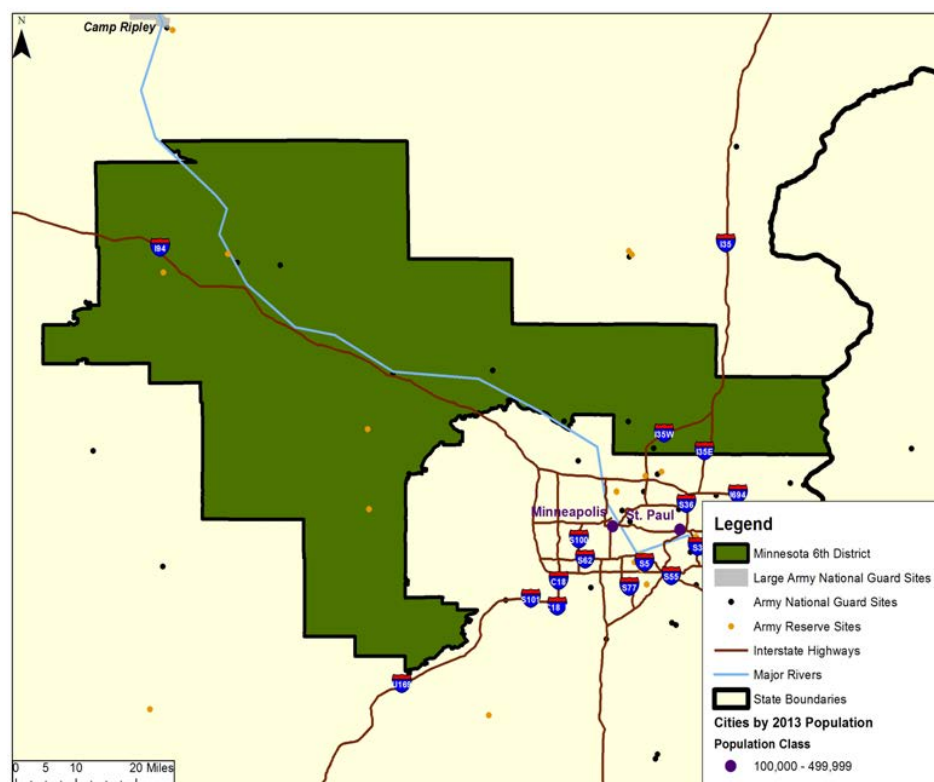 Camp Ripley
N
I94
I35
I35W
I35E
I694
S36
Minneapolis
St. Paul
S100
S62
S5
S3
C18
S77
S55
S101
18
U169
0 5 10 20 Miles
Legend
Minnesota 6th District
Large Army National Guard Sites
Army National Guard Sites
Army Reserve Sites
Interstate Highways
Major Rivers
State Boundaries
Cities by 2013 Population
Population Class
100,000 - 499,999